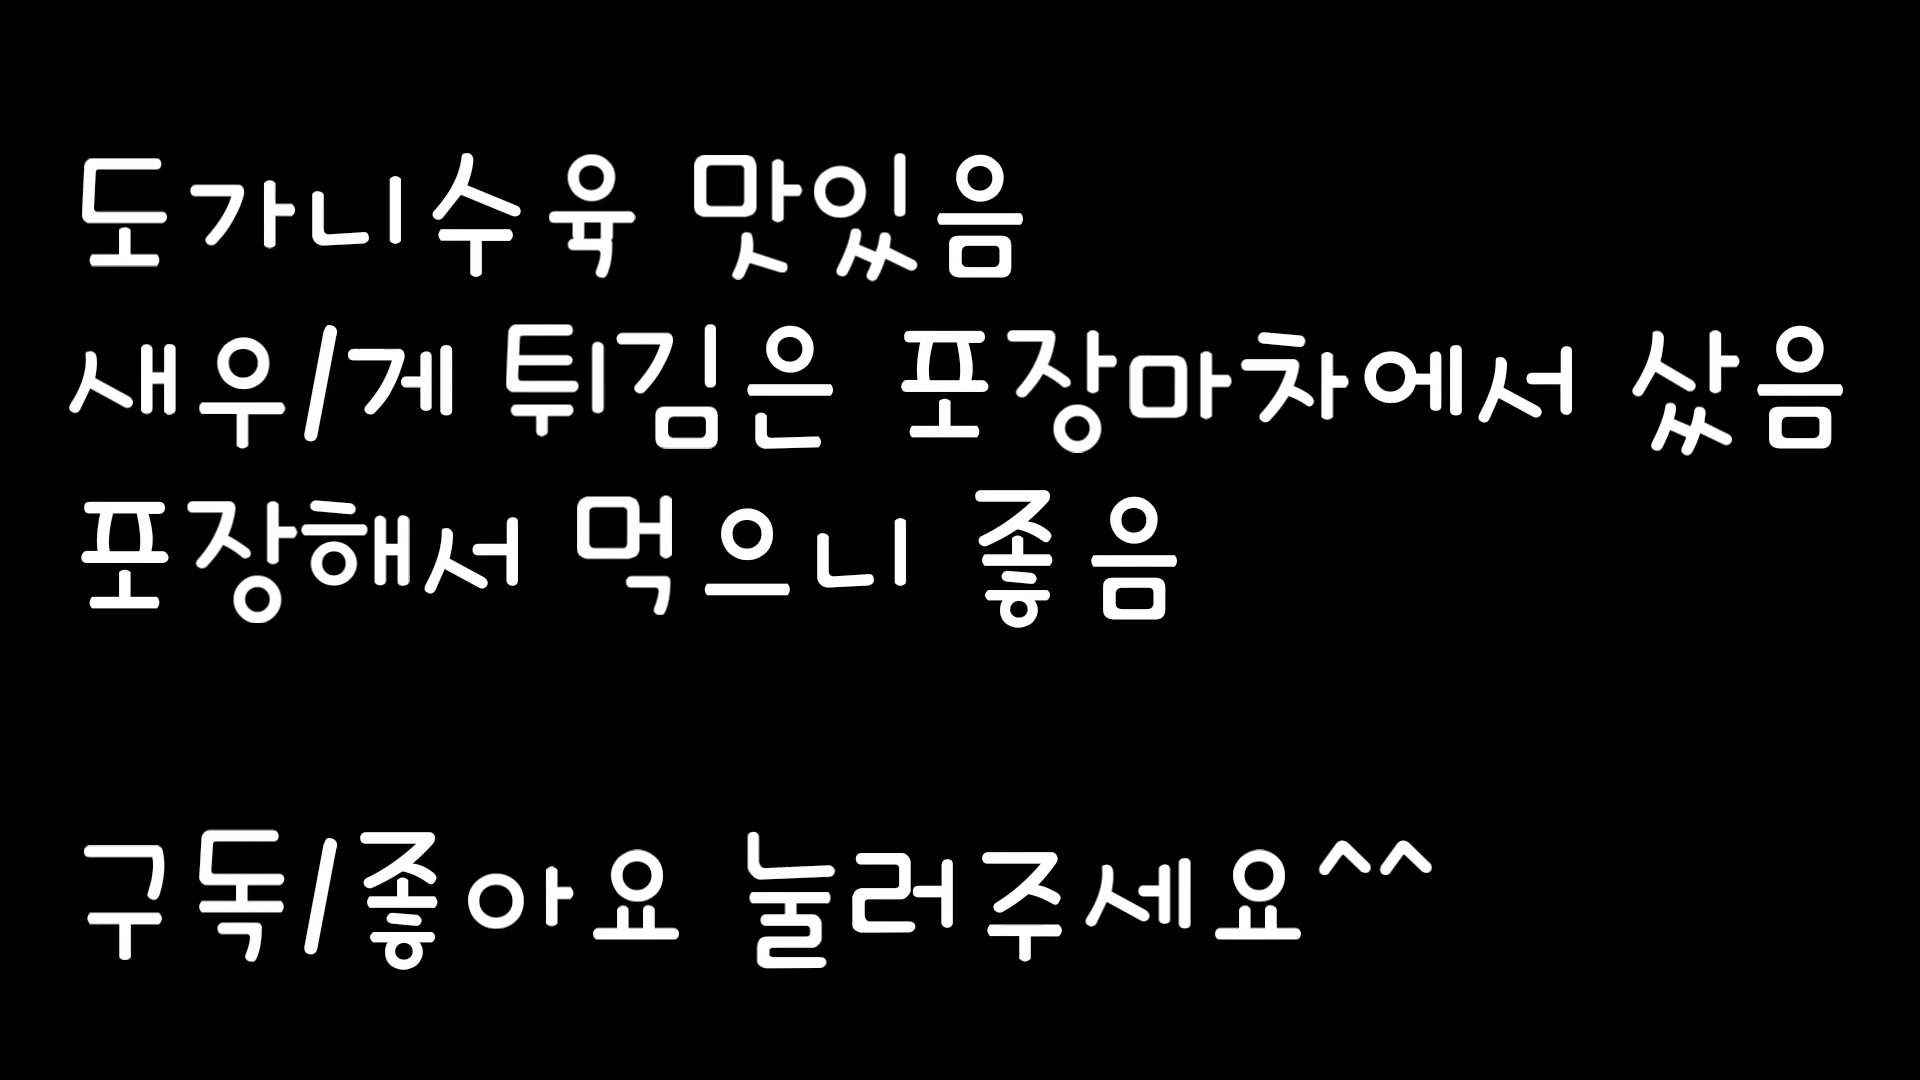 도가니수육 맛있음
새우/게 튀김은 포장마차에서 샀음
포장해서 먹으니 좋음
구독/좋아요 눌러주세요^^